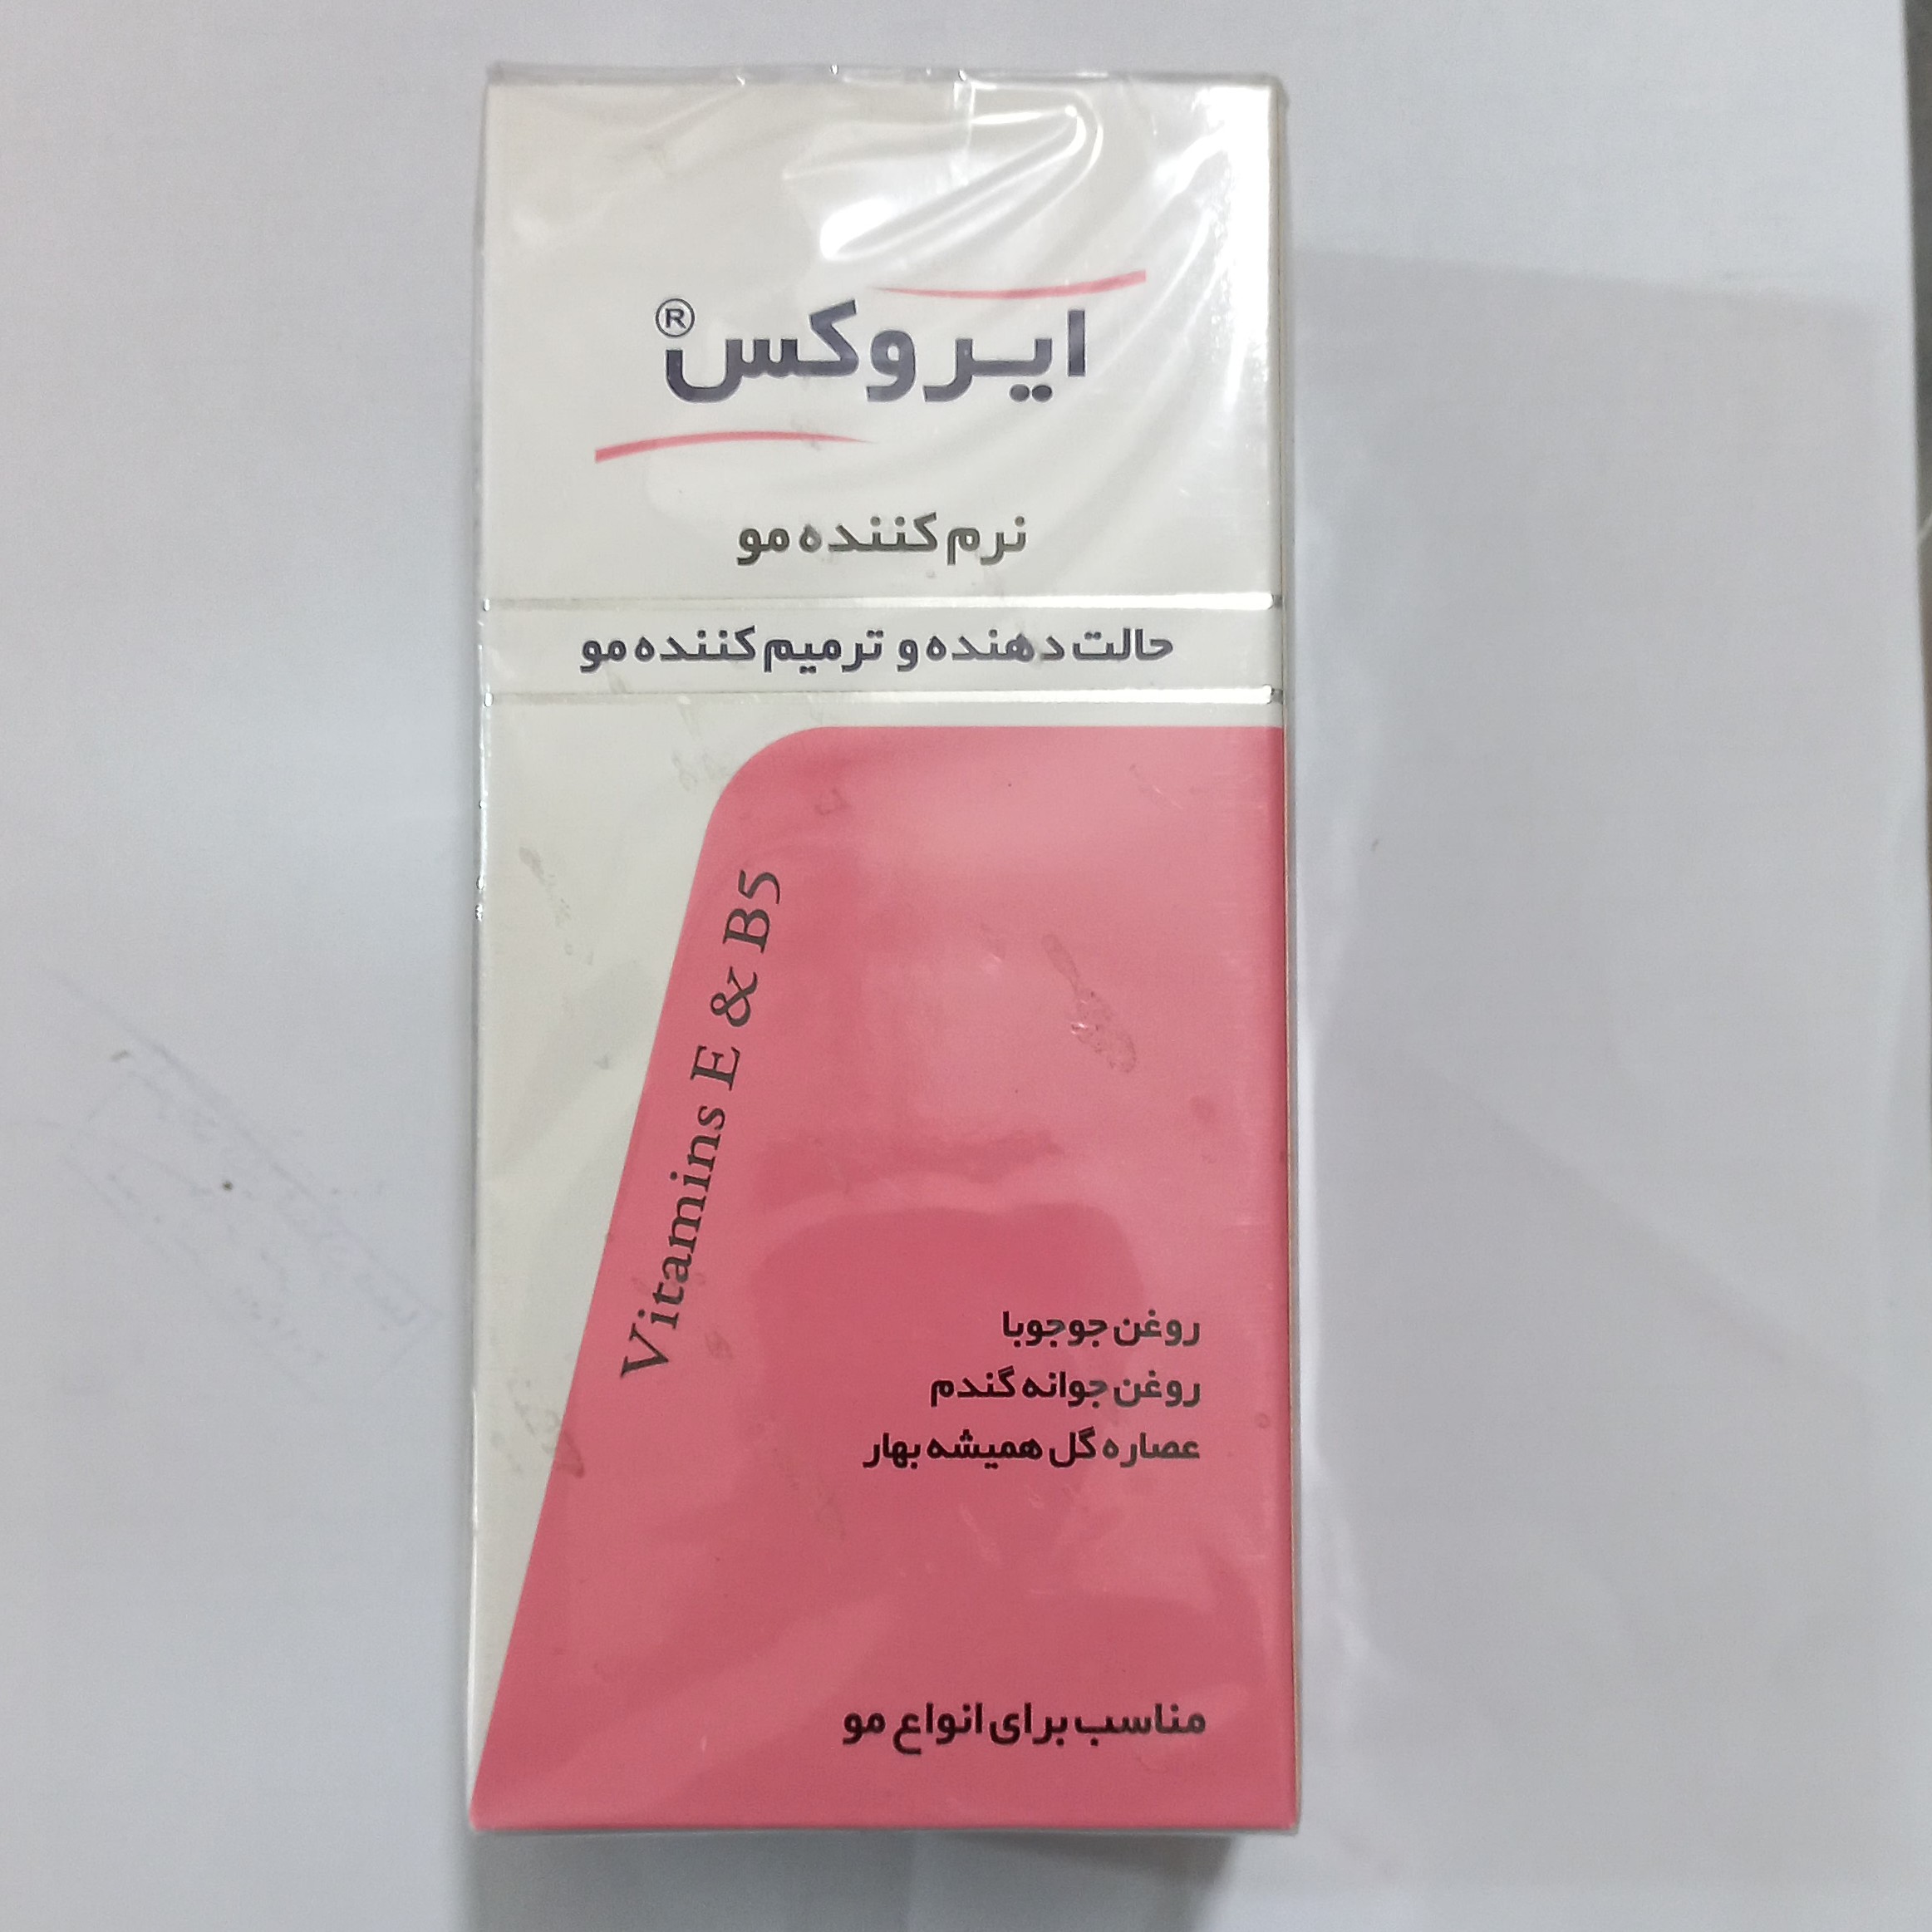 ایروکس®
نرم کننده مو
حالت دهنده و ترمیم کننده مو
Vitamins E & B5
روغن جوجوبا
روغن جوانه گندم
عصاره گل همیشه بهار
مناسب برای انواع مو